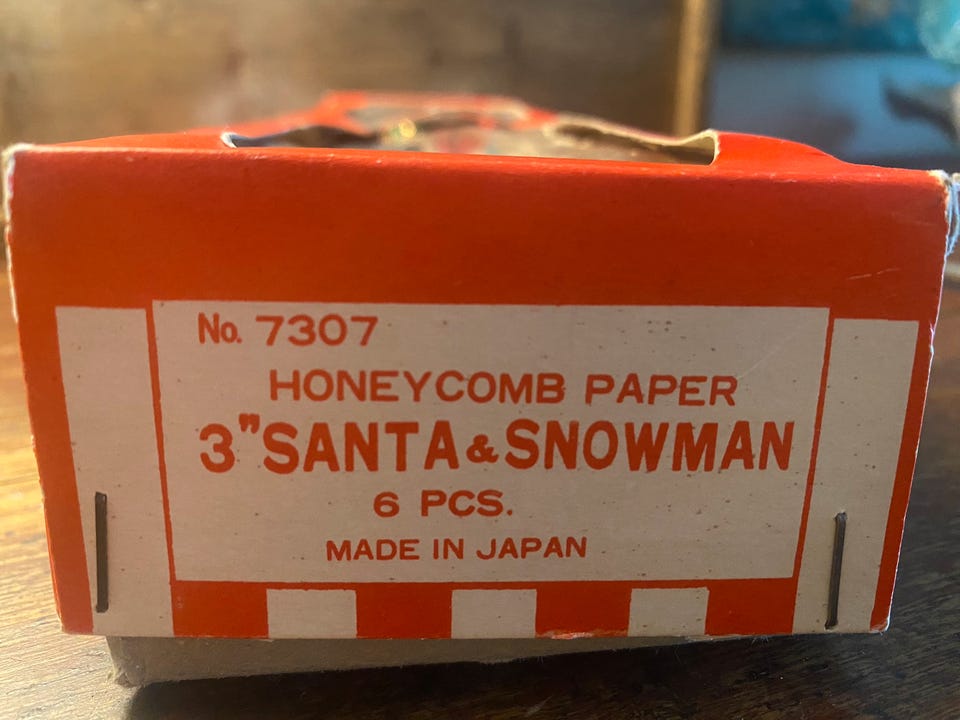 No. 7307
HONEYCOMB PAPER
3" SANTA & SNOWMAN
6 PCS.
MADE IN JAPAN